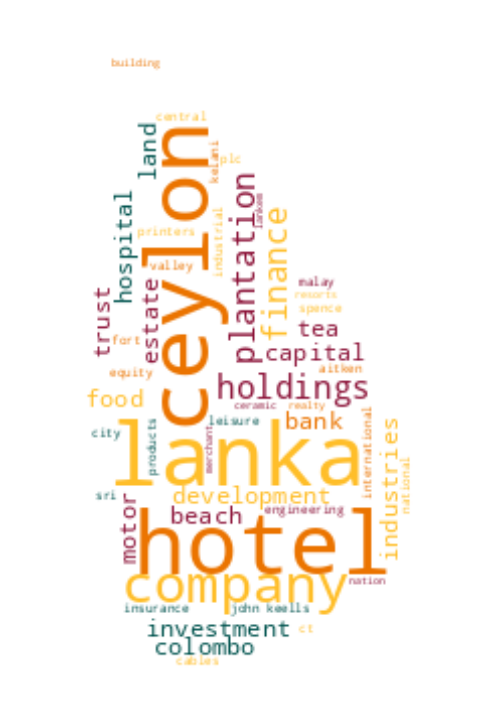 building
central
land
ceylon
kelani
plc
hospital
plantation
lankem
printers
industrial
finance
valley
estate
malay
trust
resorts
spence
fort
tea
capital
equity
aitken
holdings
food
ceramic
realty
bank
leisure
city
products
merchant
lanka
international
industries
national
sri
development
motor
beach
engineering
hotel
company
nation
insurance
john keells
investment
ct
colombo
cables